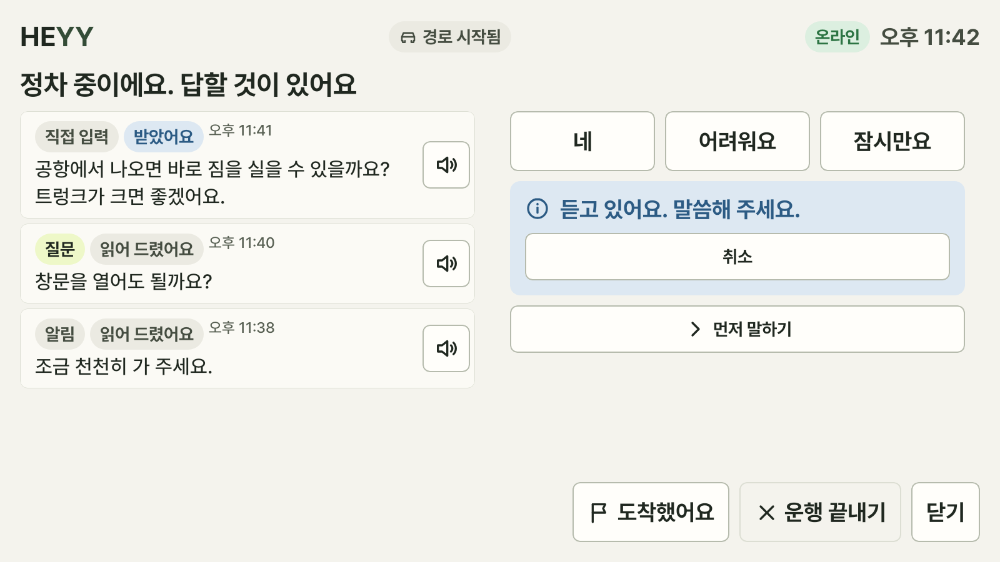 HEYY
경로 시작됨
온라인 오후 11:42
정차 중이에요. 답할 것이 있어요
직접 입력 받았어요 오후 11:41
공항에서 나오면 바로 짐을 실을 수 있을까요?
트렁크가 크면 좋겠어요.
질문 읽어 드렸어요 오후 11:40
창문을 열어도 될까요?
알림 읽어 드렸어요 오후 11:38
조금 천천히 가 주세요.
네 어려워요 잠시만요
듣고 있어요. 말씀해 주세요.
취소
먼저 말하기
도착했어요 운행 끝내기 닫기